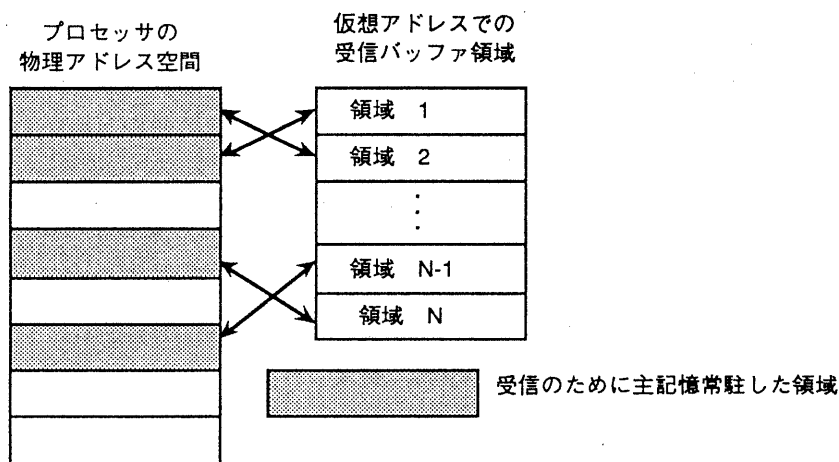 プロセッサの
物理アドレス空間
仮想アドレスでの
受信バッファ領域
領域 1
領域 2
領域 N-1
領域 N
受信のために主記憶常駐した領域